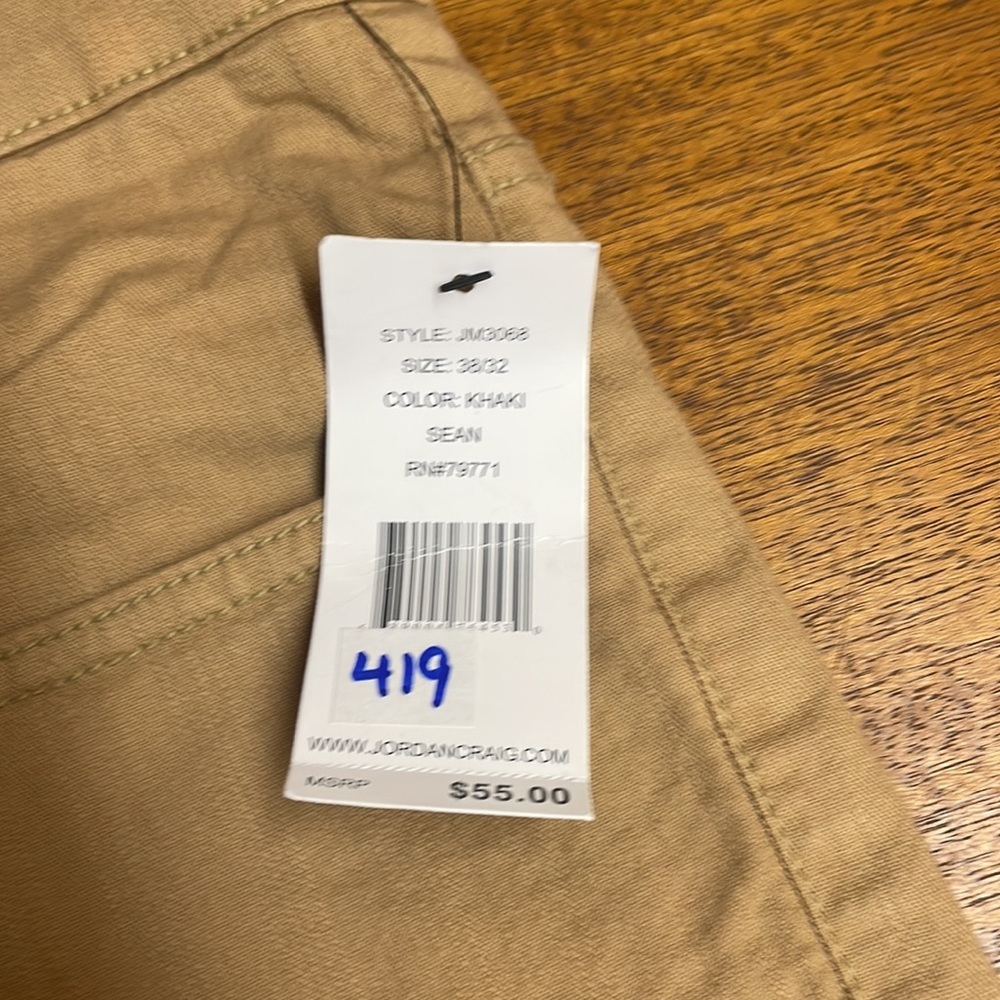 STYLE: JM3068
SIZE: 38/32
COLOR: KHAKI
SEAN
RN#79771
419
WWW.JORDANCRAIG.COM
MSRP $55.00